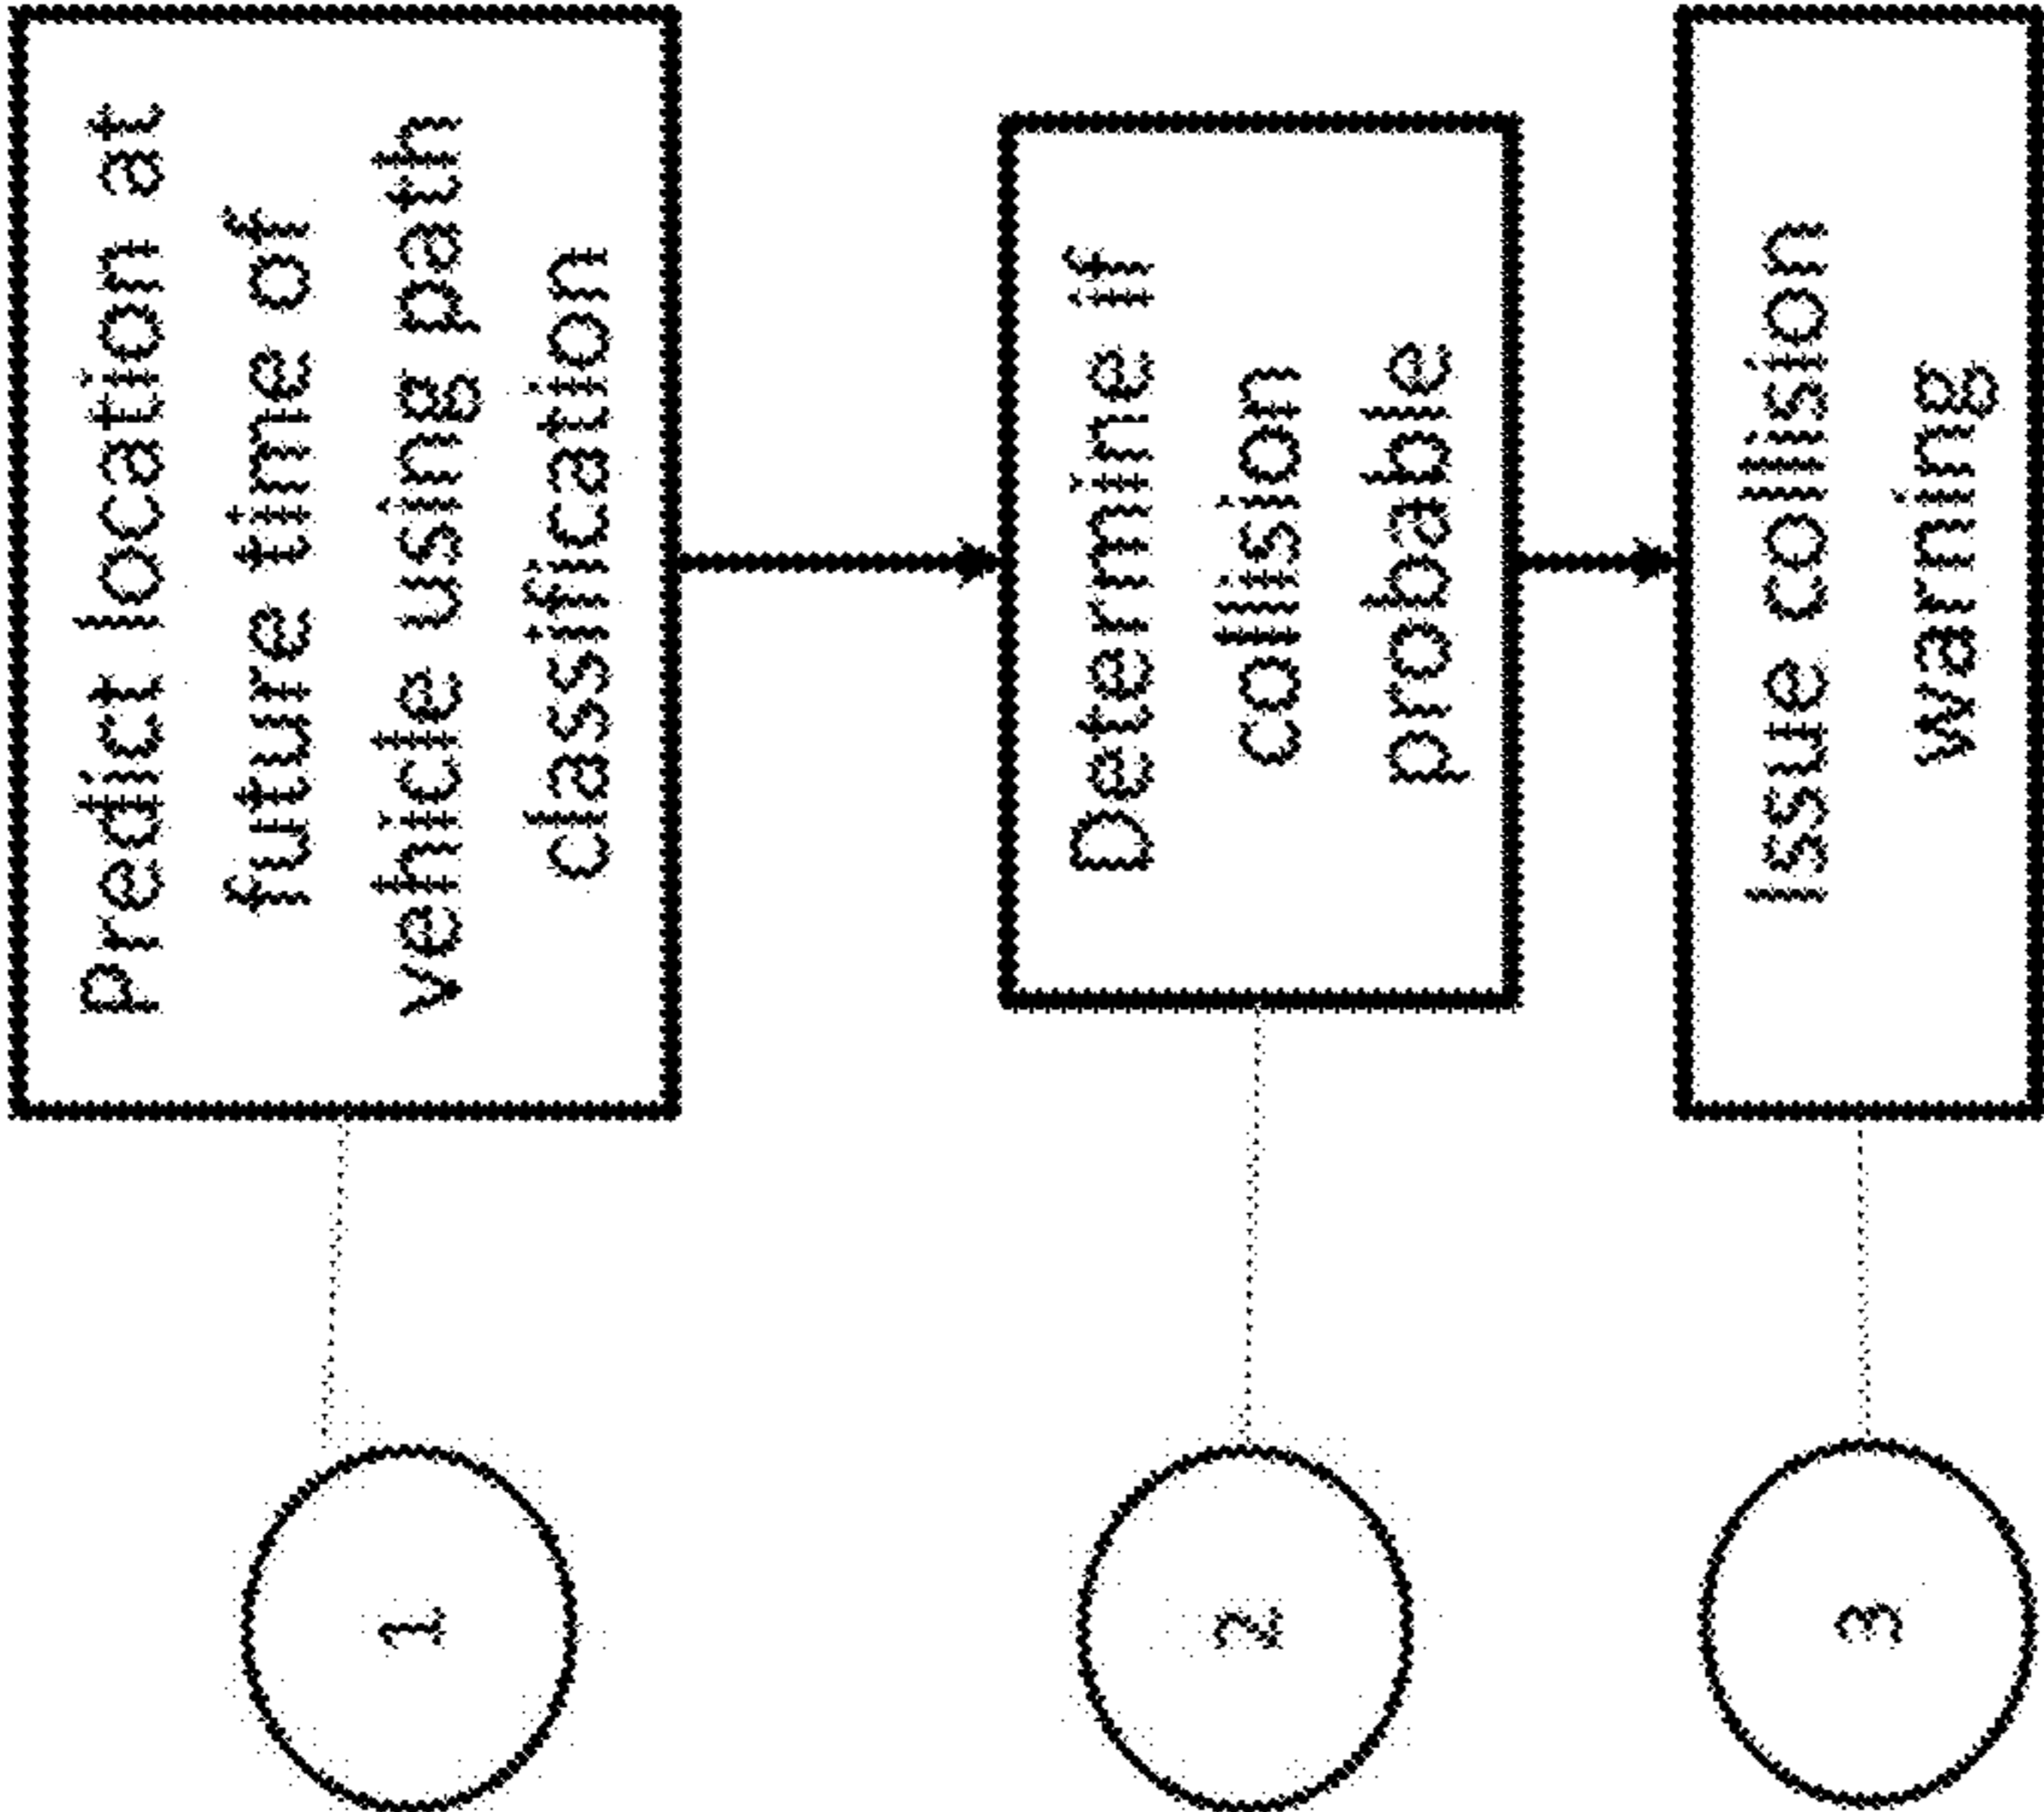 1
Predict location at
future time of
vehicle using path
classification
2
Determine if
collision
probable
3
Issue collision
warning